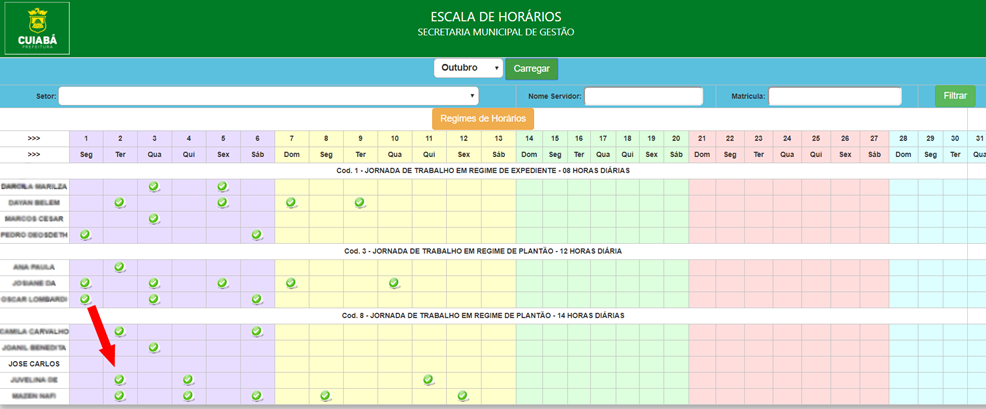 CUIABÁ
PREFEITURA
ESCALA DE HORÁRIOS
SECRETARIA MUNICIPAL DE GESTÃO
Outubro Carregar
Setor: Nome Servidor: Matrícula: Filtrar
Regimes de Horários
>>> 1 2 3 4 5 6 7 8 9 10 11 12 13 14 15 16 17 18 19 20 21 22 23 24 25 26 27 28 29 30 31
>>> Seg Ter Qua Qui Sex Sáb Dom Seg Ter Qua Qui Sex Sáb Dom Seg Ter Qua Qui Sex Sáb Dom Seg Ter Qua Qui Sex Sáb Dom Seg Ter Qua
Cod. 1 - JORNADA DE TRABALHO EM REGIME DE EXPEDIENTE - 08 HORAS DIÁRIAS
MARILZA
DAYAN BELEM
MARCOS CESAR
PEDRO DEOSDETH
Cod. 3 - JORNADA DE TRABALHO EM REGIME DE PLANTÃO - 12 HORAS DIÁRIA
ANA PAULA
JOSIANE DA
OSCAR LOMBARDI
Cod. 8 - JORNADA DE TRABALHO EM REGIME DE PLANTÃO - 14 HORAS DIÁRIAS
CAMILA CARVALHO
JOANIL BENEDITA
JOSE CARLOS
JUVELINA DE
MAZEN NAFI